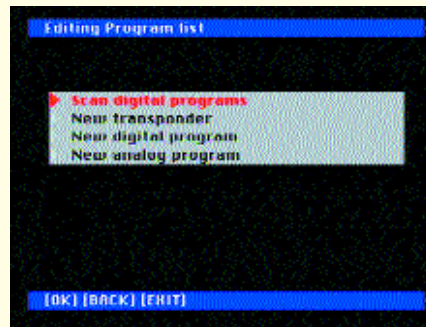 Editing Program list
Scan digital programs
New transponder
New digital program
New analog program
[OK] [BACK] [EXIT]